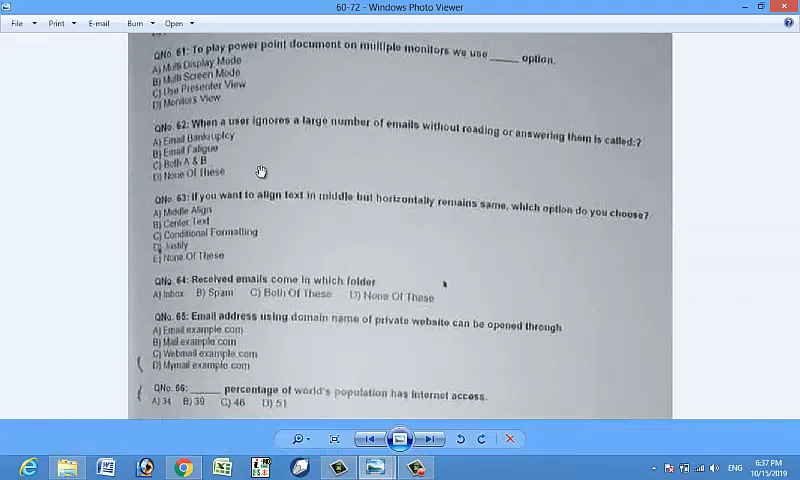 60-72 - Windows Photo Viewer
File Print E-mail Burn Open
QNo. 61: To play power point document on multiple monitors we use _____ option.
A) Multi Display Mode
B) Multi Screen Mode
C) Use Presenter View
D) Monitors View
QNo. 62: When a user ignores a large number of emails without reading or answering them is called:?
A) Email Bankruptcy
B) Email Fatigue
C) Both A & B
D) None Of These
QNo. 63: If you want to align text in middle but horizontally remains same, which option do you choose?
A) Middle Align
B) Center Text
C) Conditional Formatting
D) Justify
E) None Of These
QNo. 64: Received emails come in which folder
A) Inbox B) Spam C) Both Of These D) None Of These
QNo. 65: Email address using domain name of private website can be opened through
A) Email.example.com
B) Mail.example.com
C) Webmail.example.com
D) Mymail.example.com
QNo. 66: ______ percentage of world's population has internet access.
A) 34 B) 39 C) 46 D) 51
ENG
6:37 PM
10/15/2019